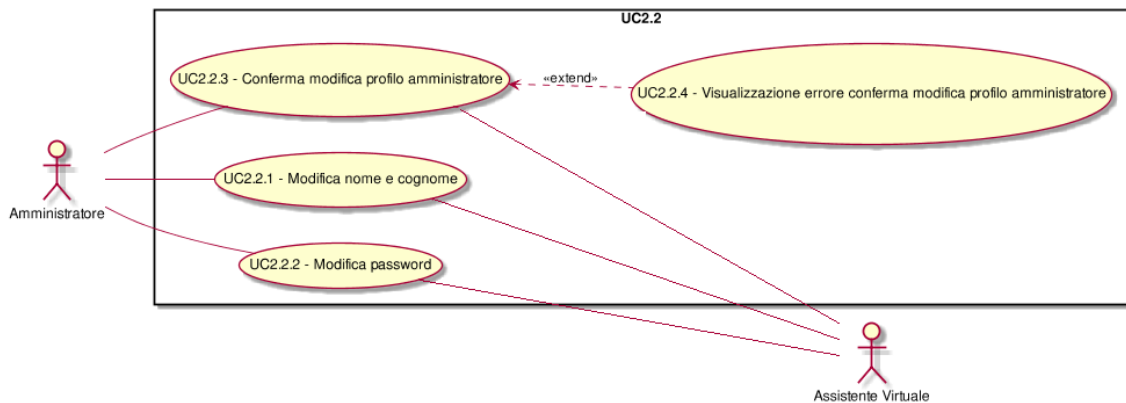 UC2.2
UC2.2.3 - Conferma modifica profilo amministratore
«extend»
UC2.2.4 - Visualizzazione errore conferma modifica profilo amministratore
UC2.2.1 - Modifica nome e cognome
Amministratore
UC2.2.2 - Modifica password
Assistente Virtuale